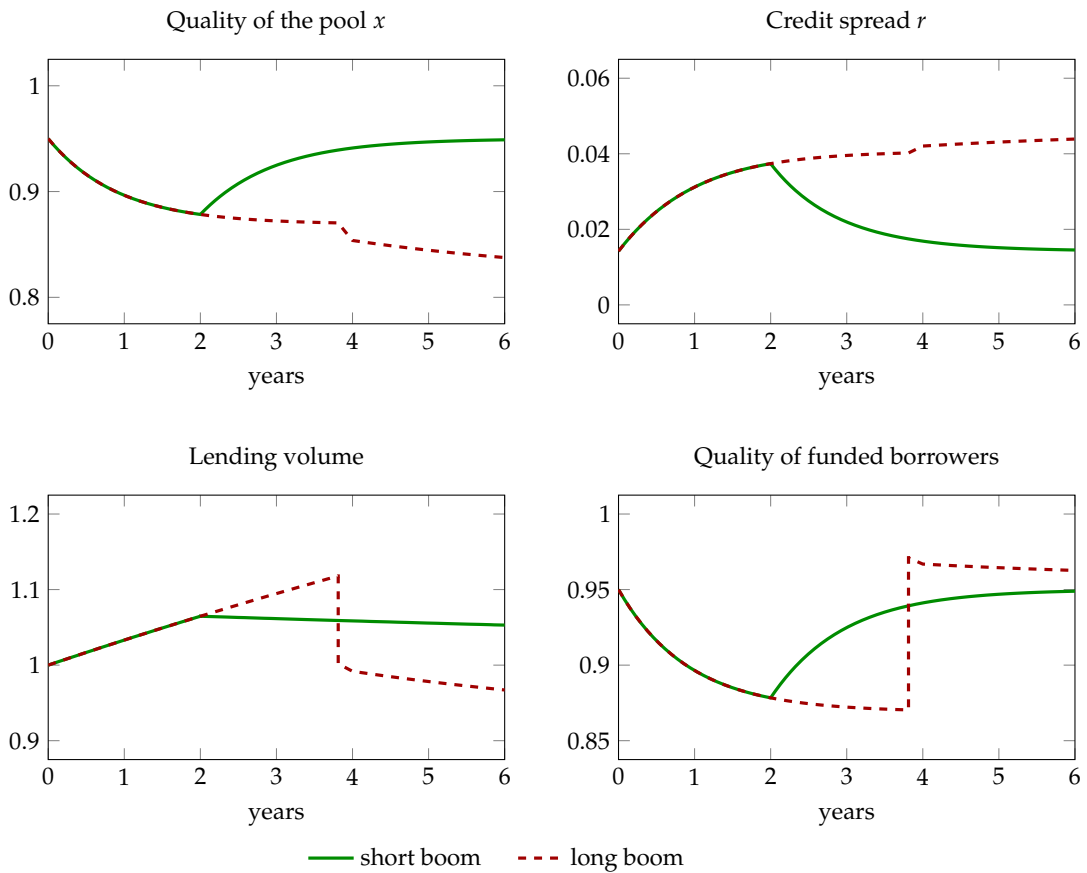 Quality of the pool x
1
0.9
0.8
0 1 2 3 4 5 6
years
Credit spread r
0.06
0.04
0.02
0
0 1 2 3 4 5 6
years
Lending volume
1.2
1.1
1
0.9
0 1 2 3 4 5 6
years
Quality of funded borrowers
1
0.95
0.9
0.85
0 1 2 3 4 5 6
years
short boom long boom